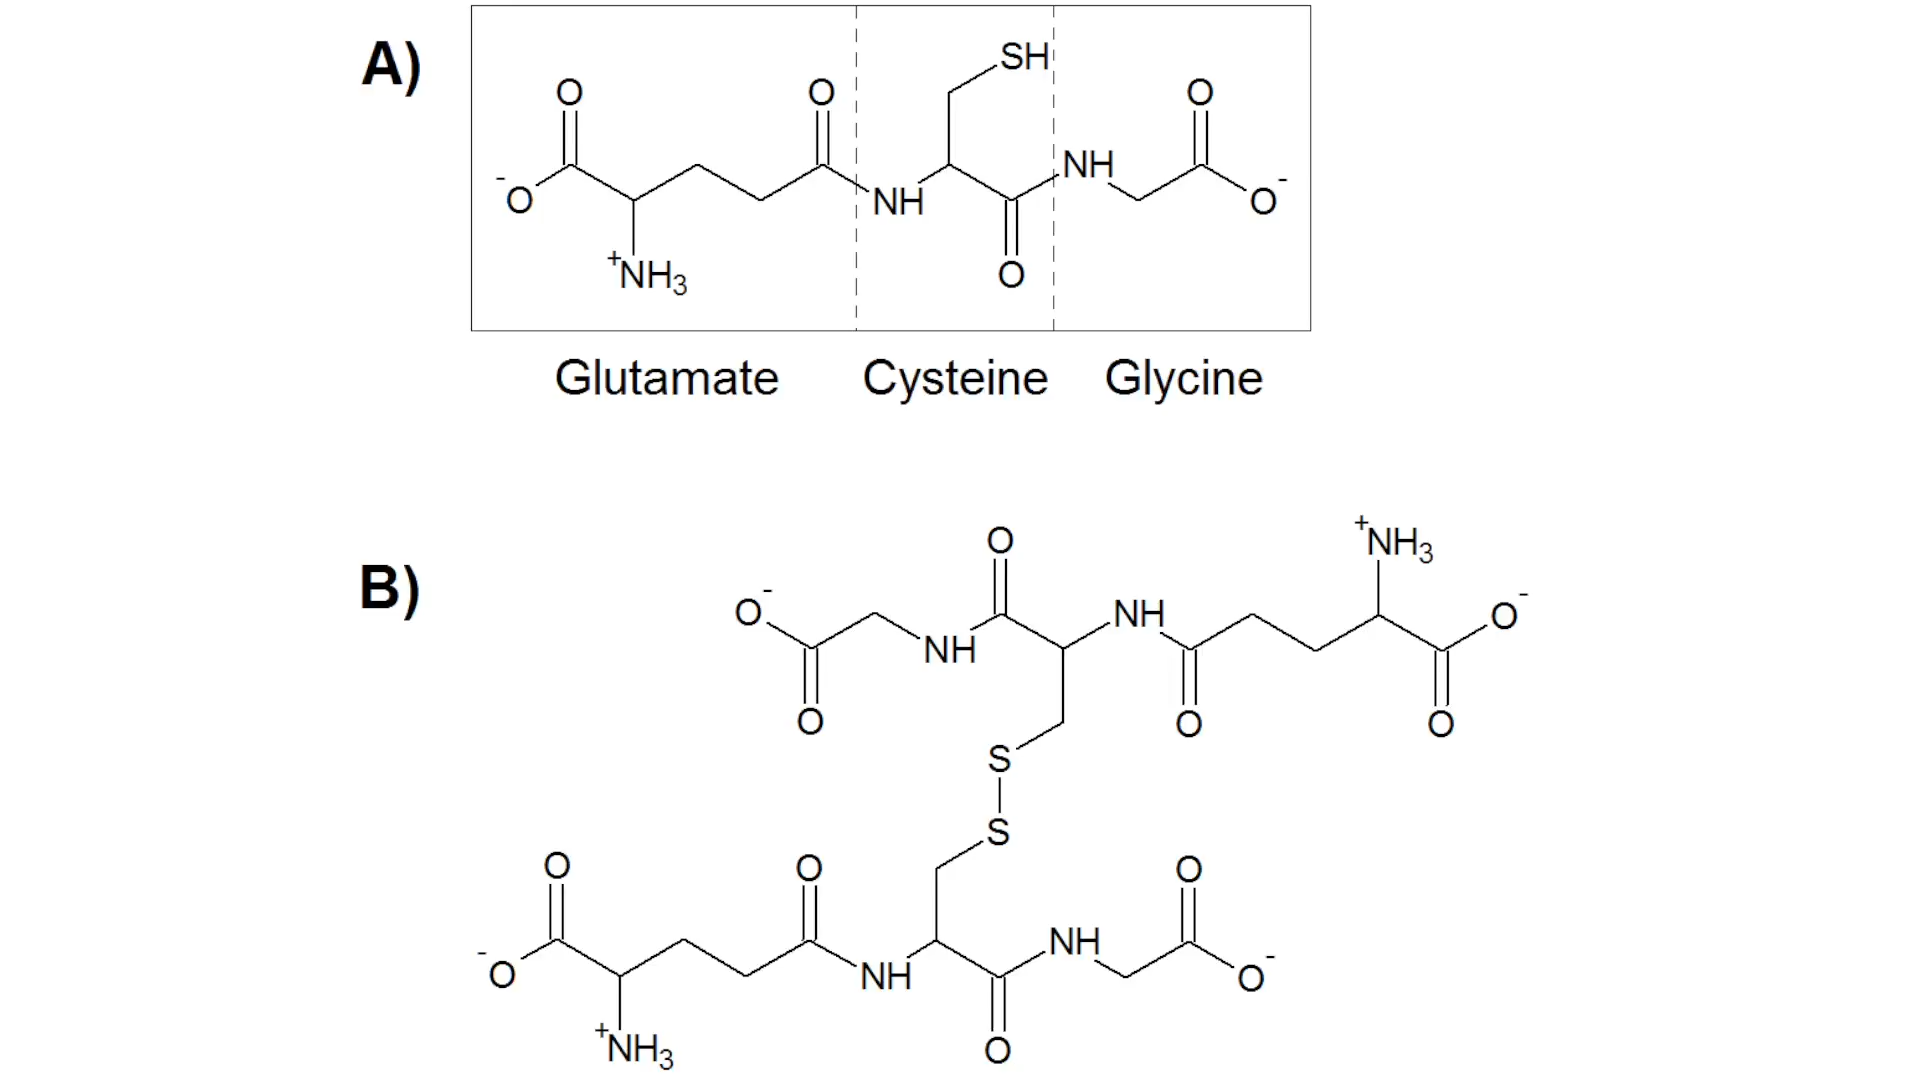 A)
SH
O O O
-O NH NH O-
+NH3 O
Glutamate Cysteine Glycine
B)
+NH3
O
O- NH NH O-
O O O
S
S
O O O
-O NH NH O-
+NH3 O